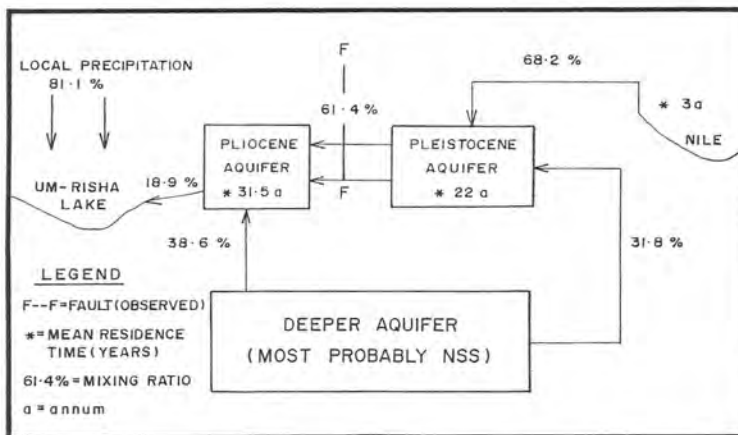 LOCAL PRECIPITATION
81·1 %
F
61·4 %
F
68·2 %
* 3a
NILE
PLIOCENE
AQUIFER
* 31·5 a
PLEISTOCENE
AQUIFER
* 22 a
UM-RISHA
LAKE
18·9 %
38·6 %
31·8 %
DEEPER AQUIFER
(MOST PROBABLY NSS)
LEGEND
F--F=FAULT(OBSERVED)
*=MEAN RESIDENCE
TIME(YEARS)
61·4%=MIXING RATIO
a = annum